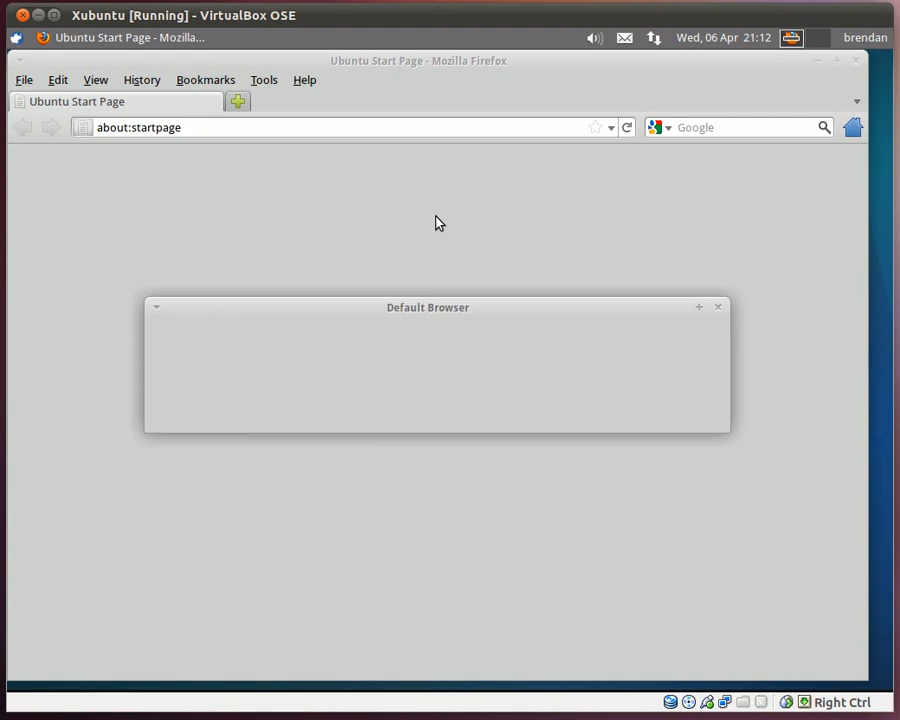 Xubuntu [Running] - VirtualBox OSE
Ubuntu Start Page - Mozilla... Wed, 06 Apr 21:12 brendan
Ubuntu Start Page - Mozilla Firefox
File Edit View History Bookmarks Tools Help
Ubuntu Start Page
about:startpage Google
Default Browser
Right Ctrl